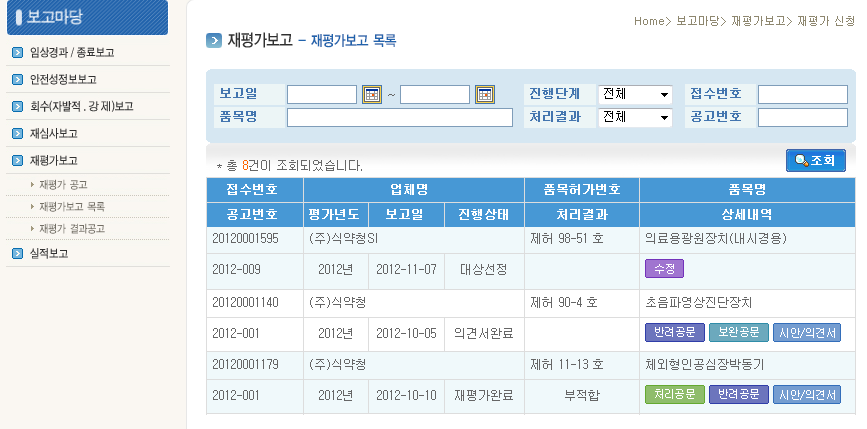 보고마당
임상경과 / 종료보고
안전성정보보고
회수(자발적 . 강제)보고
재심사보고
재평가보고
재평가 공고
재평가보고 목록
재평가 결과공고
실적보고
Home> 보고마당> 재평가보고> 재평가 신청
재평가보고 - 재평가보고 목록
보고일 ~ 진행단계 전체 접수번호
품목명 처리결과 전체 공고번호
* 총 8건이 조회되었습니다. 조회
접수번호 업체명 품목허가번호 품목명
공고번호 평가년도 보고일 진행상태 처리결과 상세내역
20120001595 (주)식약청SI 제허 98-51 호 의료용광원장치(내시경용)
2012-009 2012년 2012-11-07 대상선정 수정
20120001140 (주)식약청 제허 90-4 호 초음파영상진단장치
2012-001 2012년 2012-10-05 의견서완료 반려공문 보완공문 시안/의견서
20120001179 (주)식약청 제허 11-13 호 체외형인공심장박동기
2012-001 2012년 2012-10-10 재평가완료 부적합 처리공문 반려공문 시안/의견서